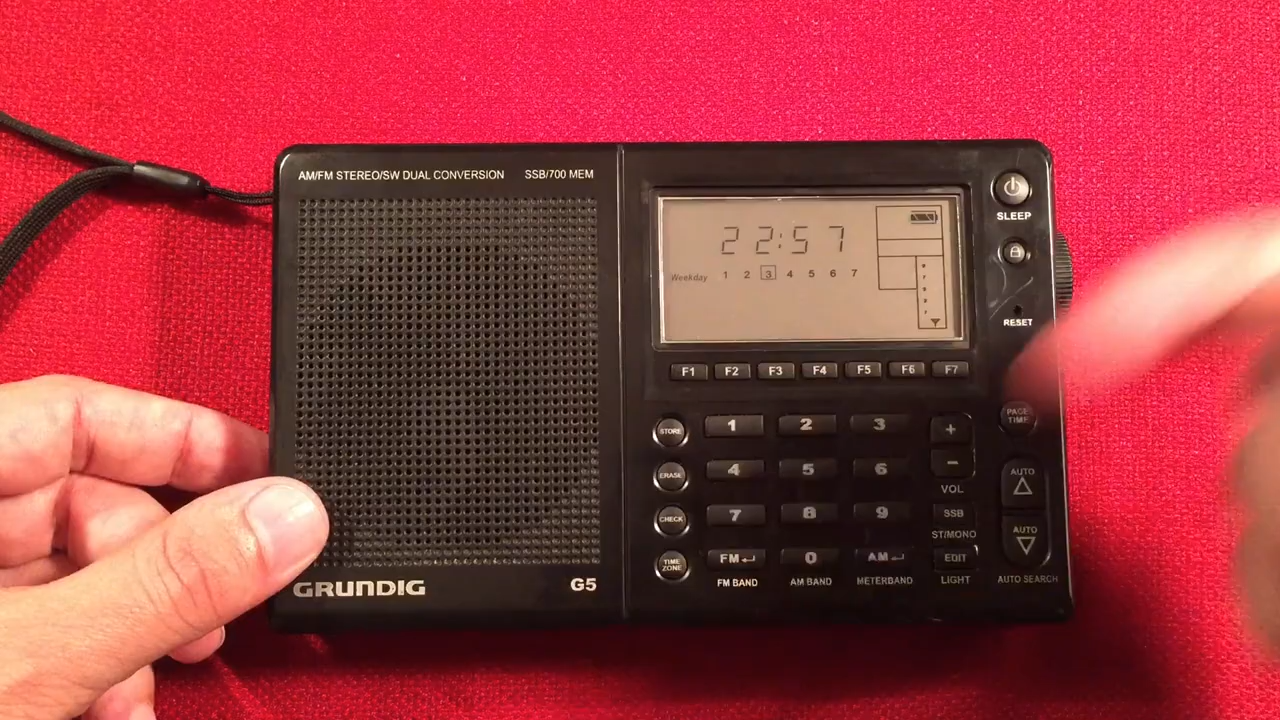 AM/FM STEREO/SW DUAL CONVERSION SSB/700 MEM
22:57
Weekday 1 2 3 4 5 6 7
SLEEP
RESET
F1 F2 F3 F4 F5 F6 F7
STORE 1 2 3 +
PAGE
TIME
ERASE 4 5 6 -
VOL
AUTO
CHECK 7 8 9 SSB
ST/MONO
AUTO
TIME
ZONE
FM 0 AM EDIT
FM BAND AM BAND METERBAND LIGHT
AUTO SEARCH
GRUNDIG G5